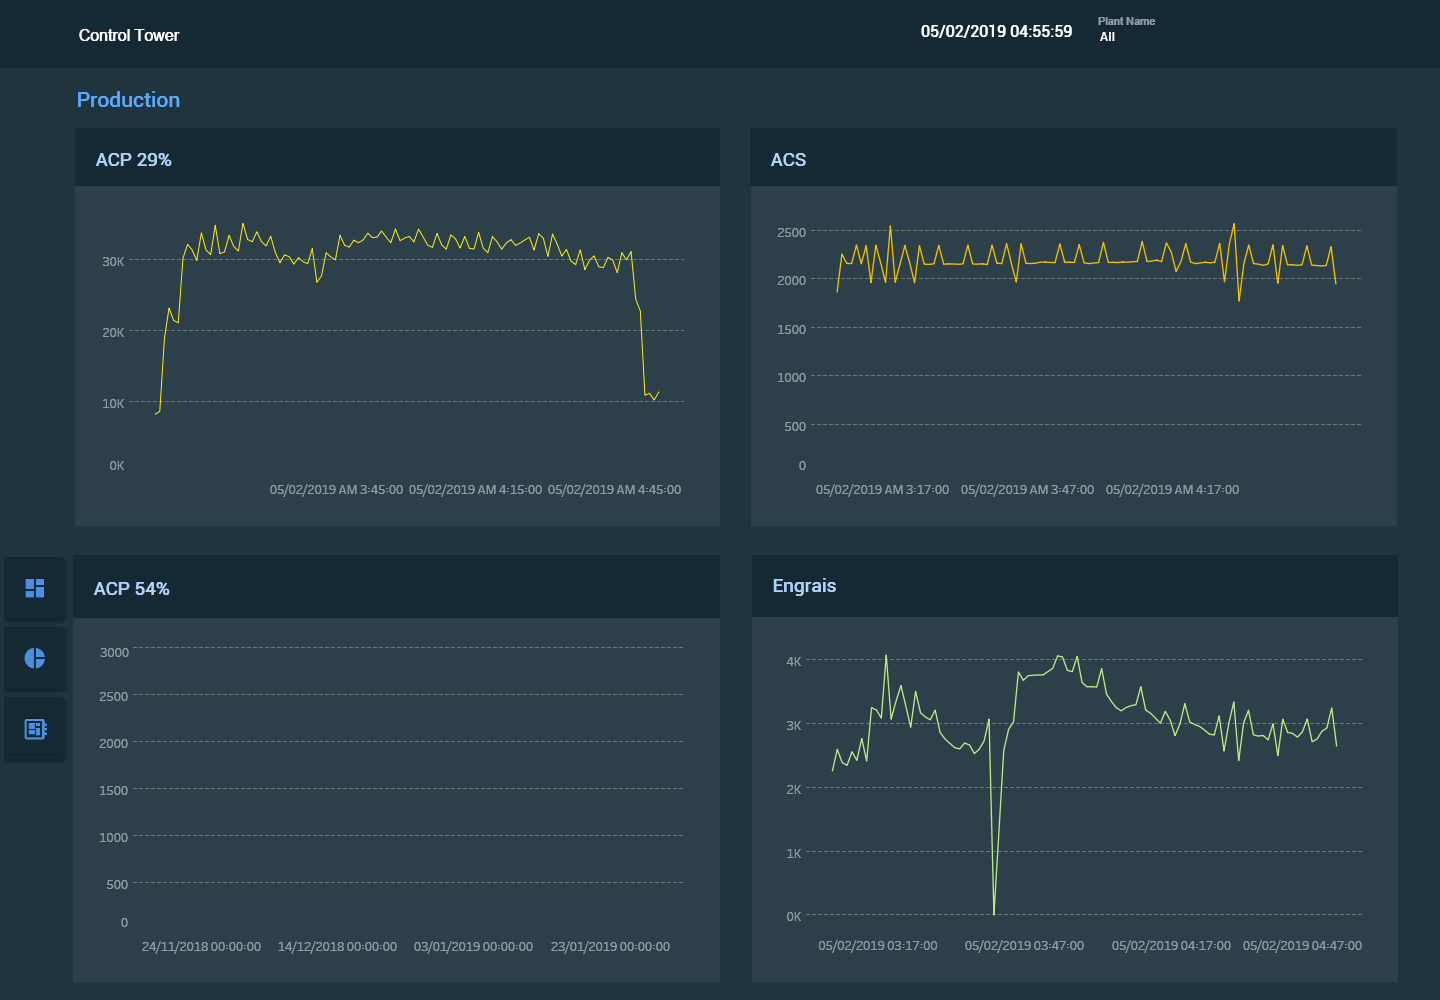 Control Tower
05/02/2019 04:55:59
Plant Name
All
Production
ACP 29%
30K
20K
10K
0K
05/02/2019 AM 3:45:00 05/02/2019 AM 4:15:00 05/02/2019 AM 4:45:00
ACS
2500
2000
1500
1000
500
0
05/02/2019 AM 3:17:00 05/02/2019 AM 3:47:00 05/02/2019 AM 4:17:00
ACP 54%
3000
2500
2000
1500
1000
500
0
24/11/2018 00:00:00 14/12/2018 00:00:00 03/01/2019 00:00:00 23/01/2019 00:00:00
Engrais
4K
3K
2K
1K
0K
05/02/2019 03:17:00 05/02/2019 03:47:00 05/02/2019 04:17:00 05/02/2019 04:47:00